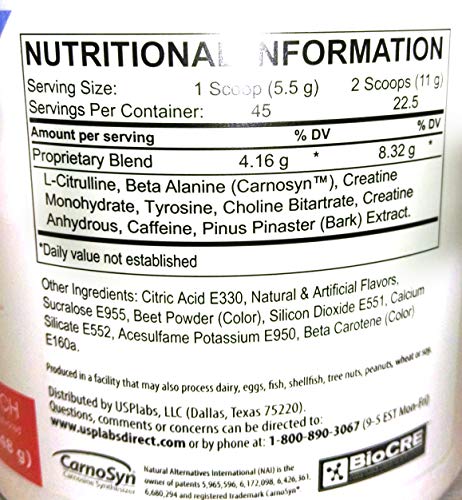 NUTRITIONAL INFORMATION
Serving Size: 1 Scoop (5.5 g) 2 Scoops (11 g)
Servings Per Container: 45 22.5
Amount per serving % DV % DV
Proprietary Blend 4.16 g * 8.32 g *
L-Citrulline, Beta Alanine (Carnosyn™), Creatine
Monohydrate, Tyrosine, Choline Bitartrate, Creatine
Anhydrous, Caffeine, Pinus Pinaster (Bark) Extract.
*Daily value not established
Other Ingredients: Citric Acid E330, Natural & Artificial Flavors,
Sucralose E955, Beet Powder (Color), Silicon Dioxide E551, Calcium
Silicate E552, Acesulfame Potassium E950, Beta Carotene (Color)
E160a.
Produced in a facility that may also process dairy, eggs, fish, shellfish, tree nuts, peanuts, wheat or soy.
Distributed by USPlabs, LLC (Dallas, Texas 75220).
Questions, comments or concerns can be directed to:
www.usplabsdirect.com or by phone at: 1-800-890-3067 (9-5 EST Mon-Fri)
CH
48 g)
CarnoSyn®
Carnosine Synthesizer
Natural Alternatives International (NAI) is the
owner of patents 5,965,596, 6,172,098, 6,426,361,
6,680,294 and registered trademark CarnoSyn®
BioCRE